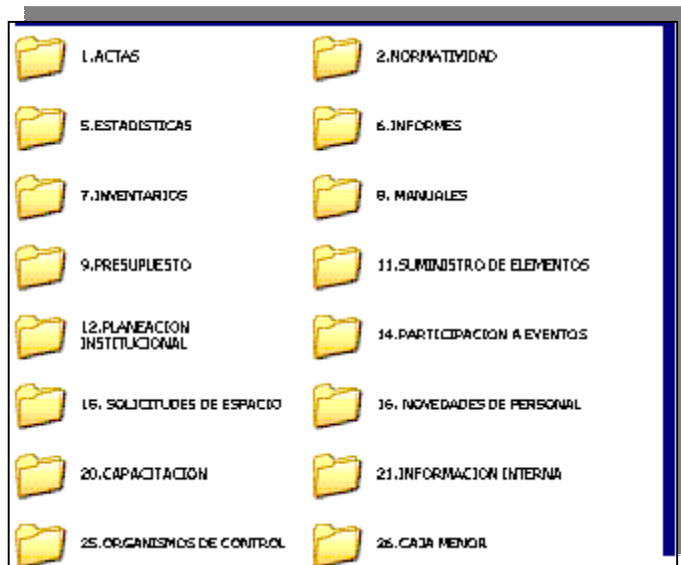 1.ACTAS
2.NORMATIVIDAD
5.ESTADISTICAS
6.INFORMES
7.INVENTARIOS
8. MANUALES
9.PRESUPUESTO
11.SUMINISTRO DE ELEMENTOS
12.PLANEACION
INSTITUCIONAL
14.PARTICIPACION A EVENTOS
15. SOLICITUDES DE ESPACIO
16. NOVEDADES DE PERSONAL
20.CAPACITACION
21.INFORMACION INTERNA
25.ORGANISMOS DE CONTROL
26.CAJA MENOR